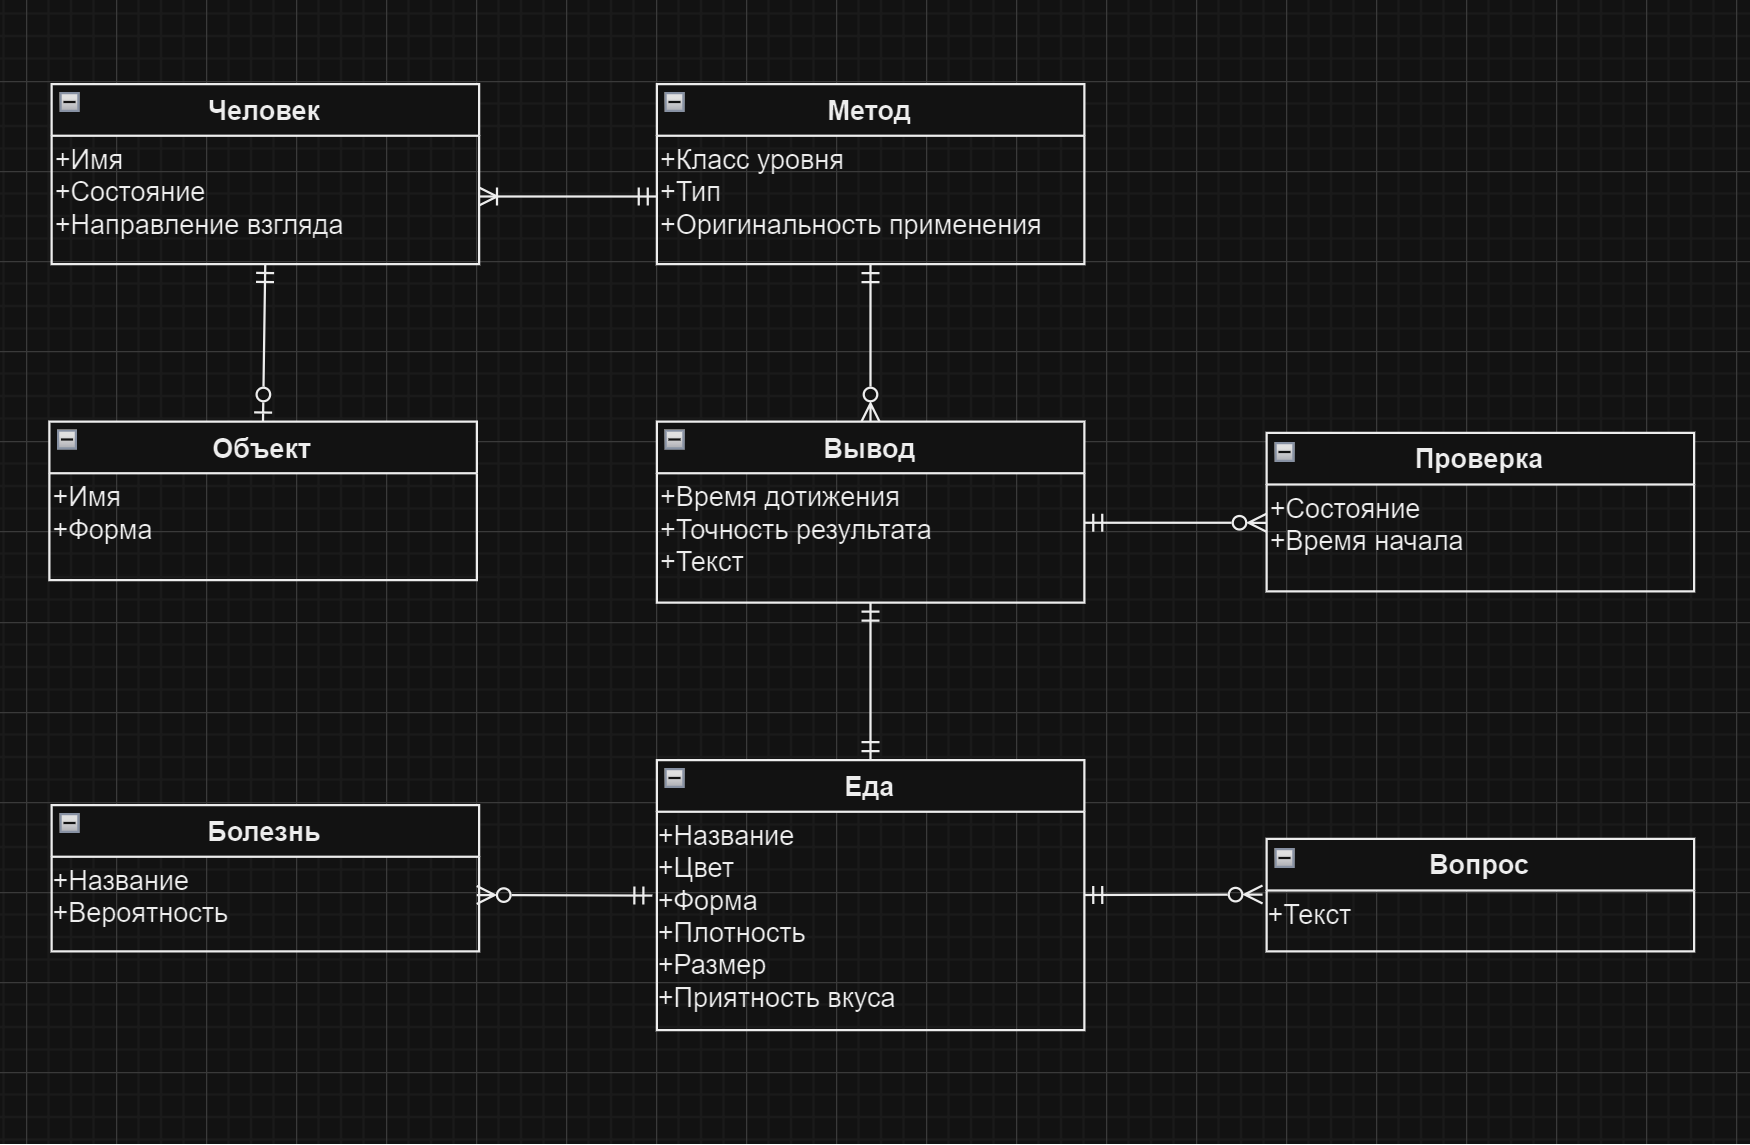 Человек
+Имя
+Состояние
+Направление взгляда
Метод
+Класс уровня
+Тип
+Оригинальность применения
Объект
+Имя
+Форма
Вывод
+Время дотижения
+Точность результата
+Текст
Проверка
+Состояние
+Время начала
Болезнь
+Название
+Вероятность
Еда
+Название
+Цвет
+Форма
+Плотность
+Размер
+Приятность вкуса
Вопрос
+Текст